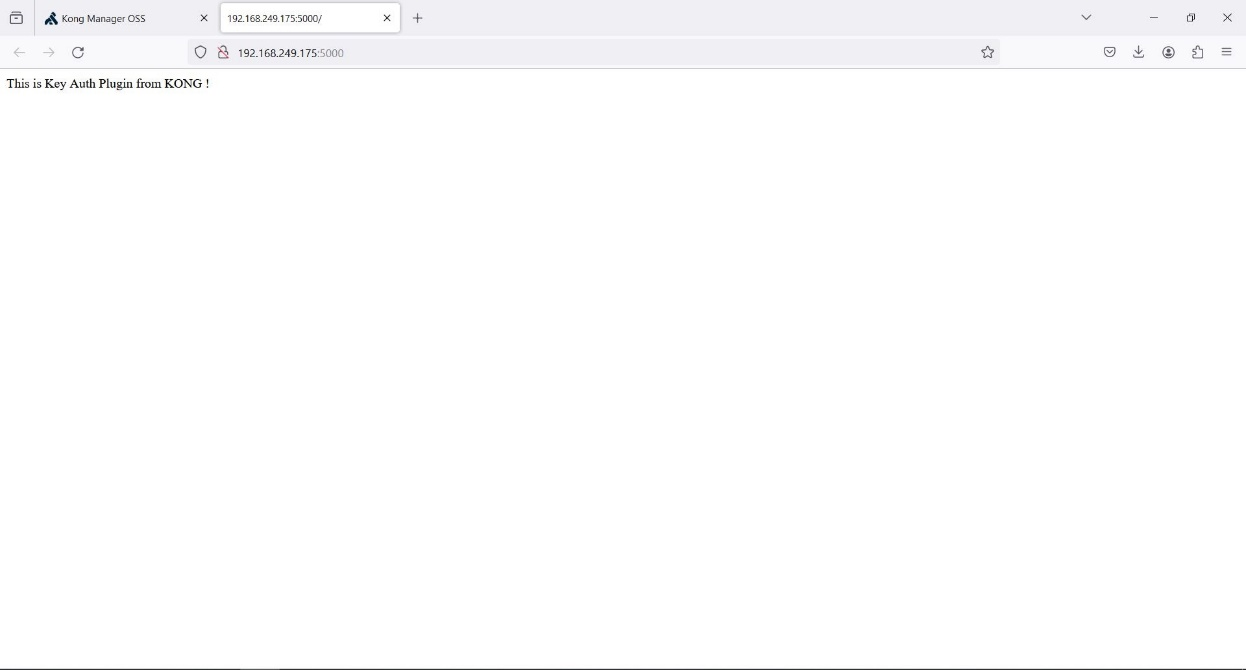 Kong Manager OSS
192.168.249.175:5000/
192.168.249.175:5000
This is Key Auth Plugin from KONG !